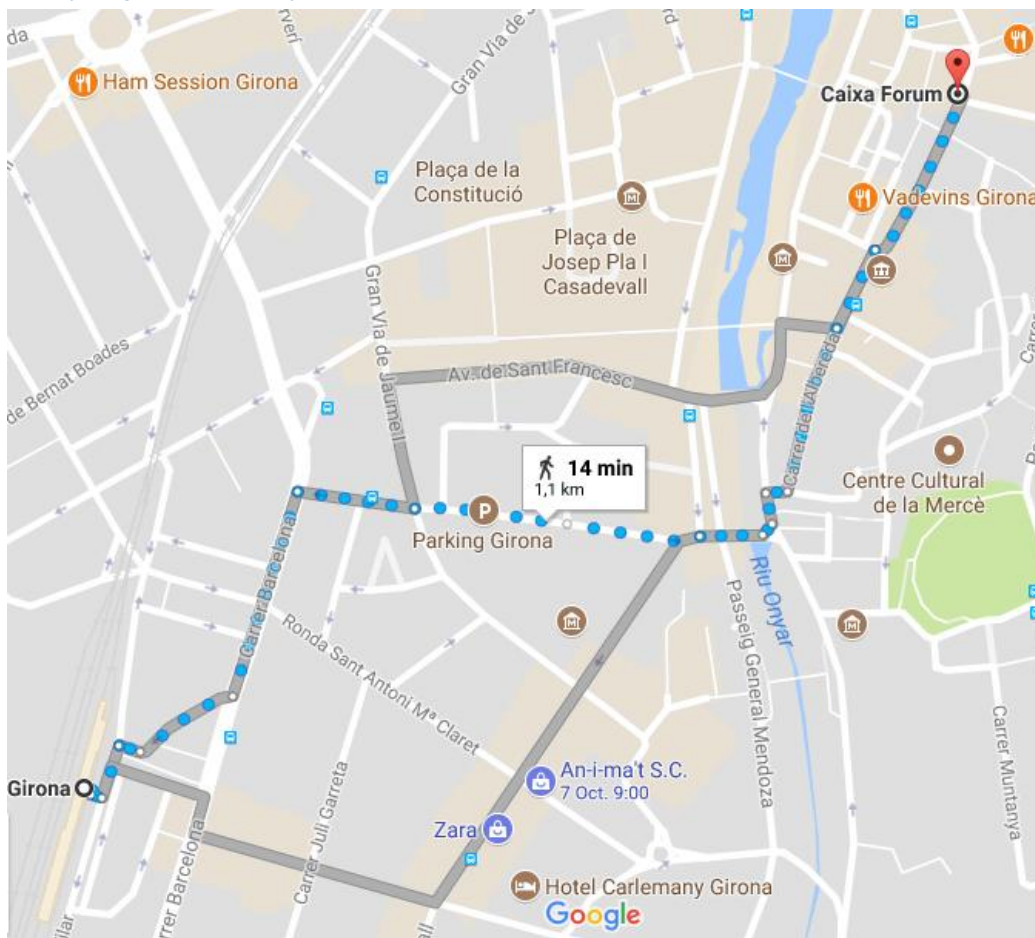 Ham Session Girona
Gran Via de J
Caixa Forum
Plaça de la
Constitució
Vadevins Girona
Plaça de
Josep Pla I
Casadevall
Gran Via de Jaume I
de Bernat Boades
Av. de Sant Francesc
Carrer de l'Albereda
14 min
1,1 km
Centre Cultural
de la Mercè
P
Parking Girona
Carrer Barcelona
Riu Onyar
Ronda Sant Antoni Mª Claret
Passeig General Mendoza
Carrer Muntanya
Girona
An-i-ma't S.C.
7 Oct. 9:00
Zara
Carrer Juli Garreta
Carrer Barcelona
Hotel Carlemany Girona
Google